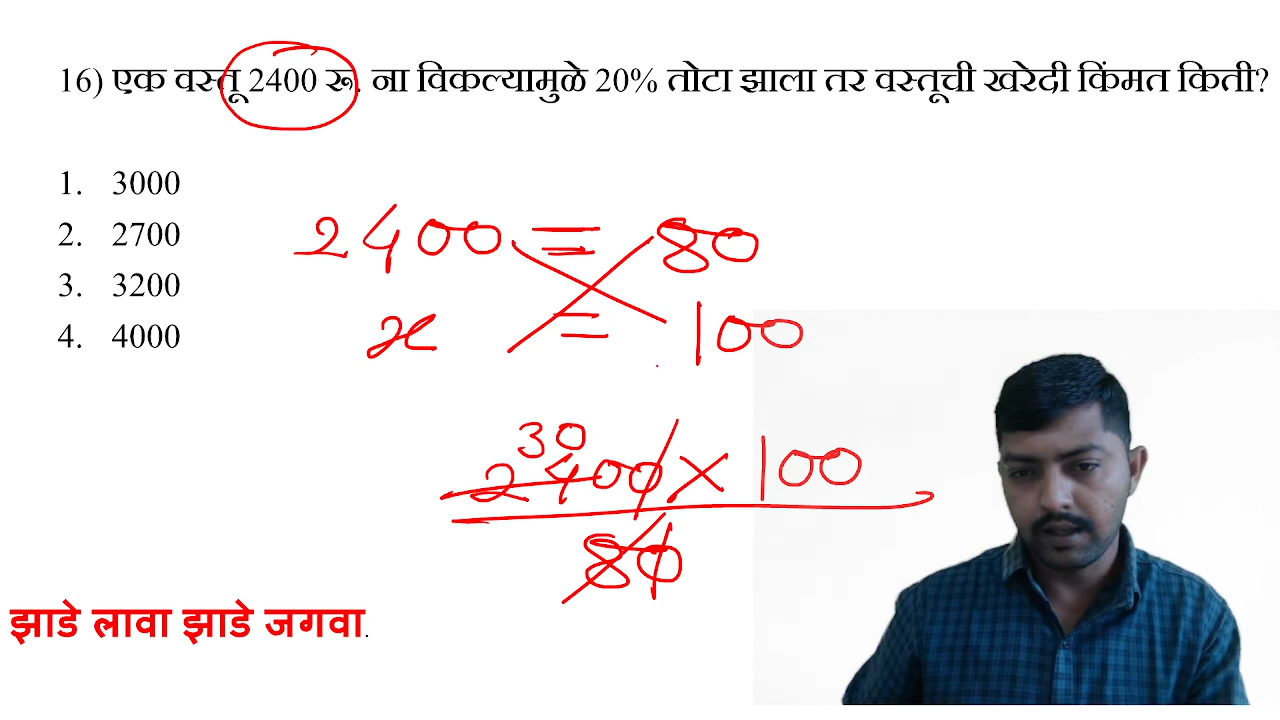 16) एक वस्तू 2400 रू. ना विकल्यामुळे 20% तोटा झाला तर वस्तूची खरेदी किंमत किती?
1. 3000
2. 2700
3. 3200
4. 4000
2400 = 80
x = 100
30
2400 × 100
80
झाडे लावा झाडे जगवा.